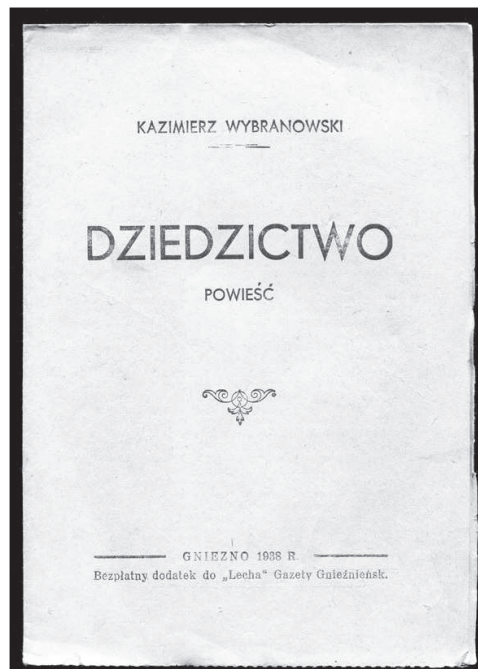 KAZIMIERZ WYBRANOWSKI
DZIEDZICTWO
POWIEŚĆ
GNIEZNO 1938 R.
Bezpłatny dodatek do „Lecha“ Gazety Gnieźnieńsk.